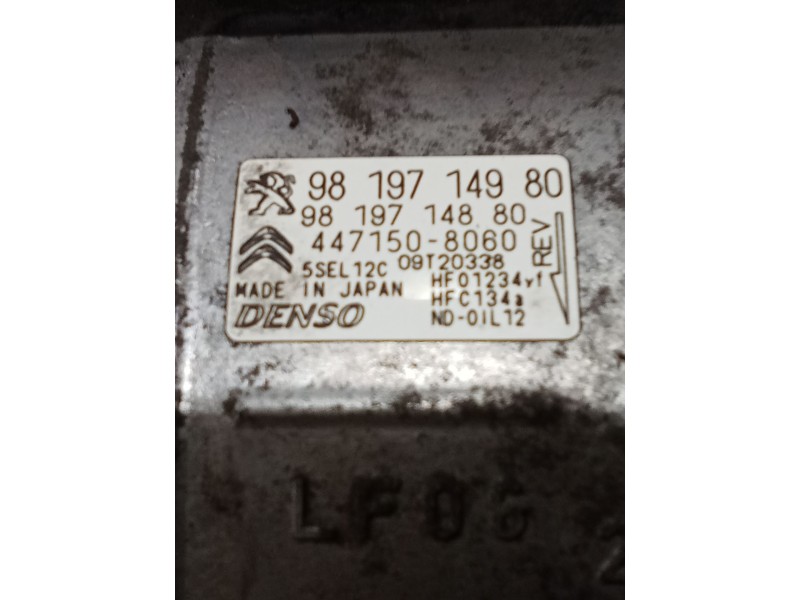 98 197 149 80
98 197 148 80
447150-8060
REV
5SEL12C 09T20338
HFO1234yf
MADE IN JAPAN
HFC134a
DENSO
ND-OIL12
LF06
2